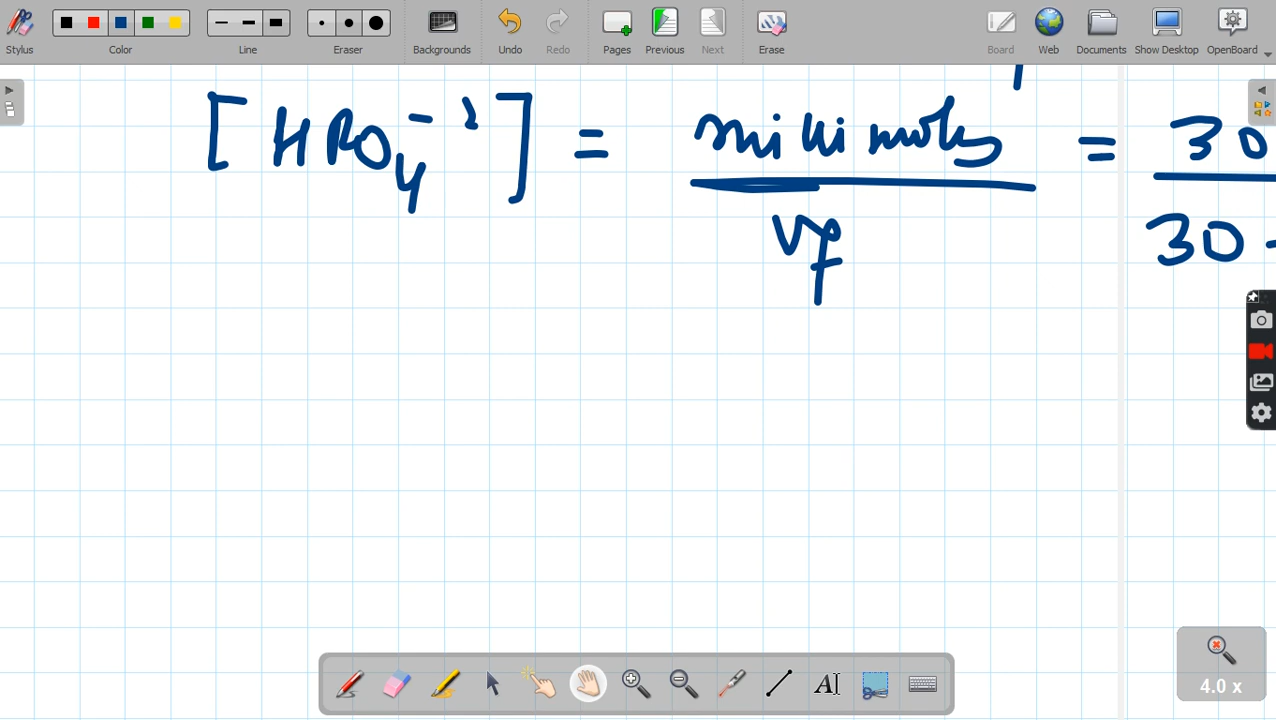 Stylus Color Line Eraser Backgrounds Undo Redo Pages Previous Next Erase Board Web Documents Show Desktop OpenBoard
[HPO₄⁻²] = millimoles = 30
Vf 30
4.0 x